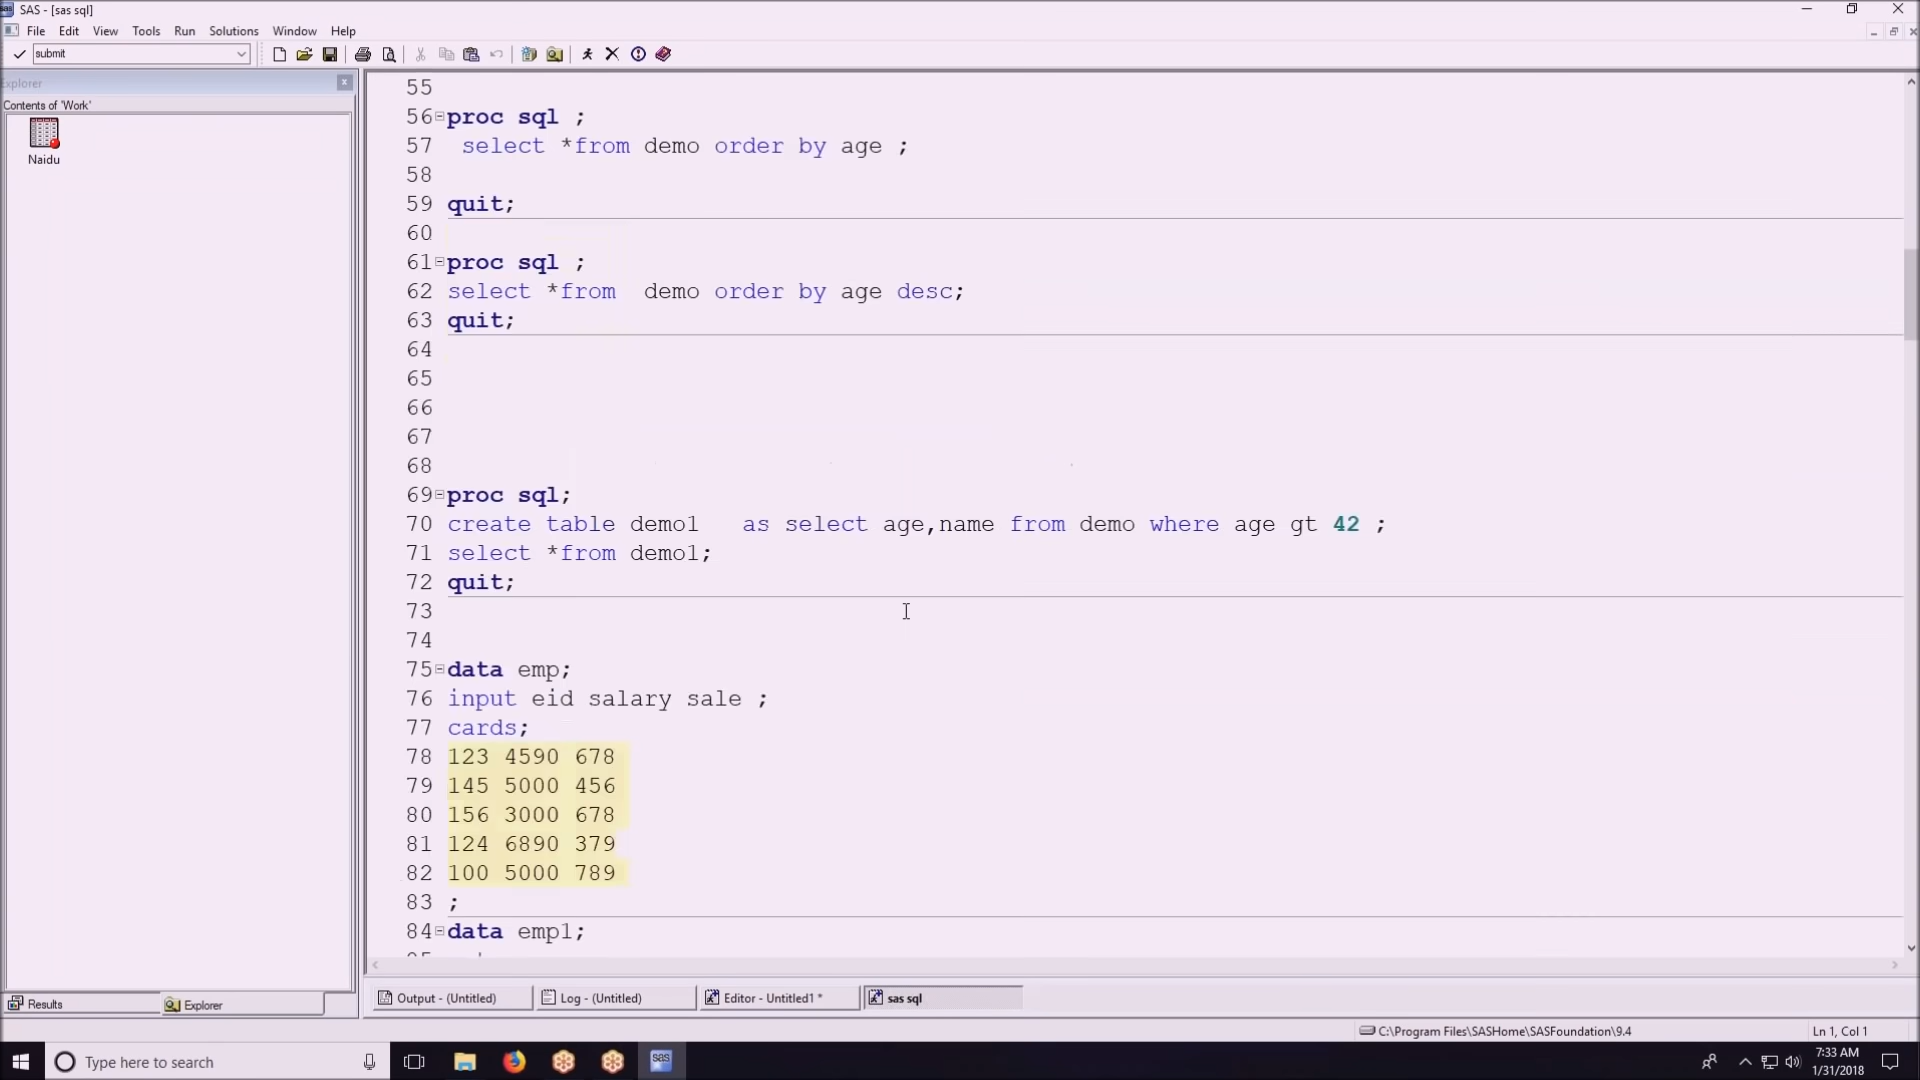 SAS - [sas sql]
File Edit View Tools Run Solutions Window Help
submit
Explorer
Contents of 'Work'
Naidu
55
56 proc sql ;
57 select *from demo order by age ;
58
59 quit;
60
61 proc sql ;
62 select *from demo order by age desc;
63 quit;
64
65
66
67
68
69 proc sql;
70 create table demo1 as select age,name from demo where age gt 42 ;
71 select *from demo1;
72 quit;
73
74
75 data emp;
76 input eid salary sale ;
77 cards;
78 123 4590 678
79 145 5000 456
80 156 3000 678
81 124 6890 379
82 100 5000 789
83 ;
84 data emp1;
Results Explorer
Output - (Untitled) Log - (Untitled) Editor - Untitled1 * sas sql
C:\Program Files\SASHome\SASFoundation\9.4 Ln 1, Col 1
Type here to search
sas
7:33 AM
1/31/2018